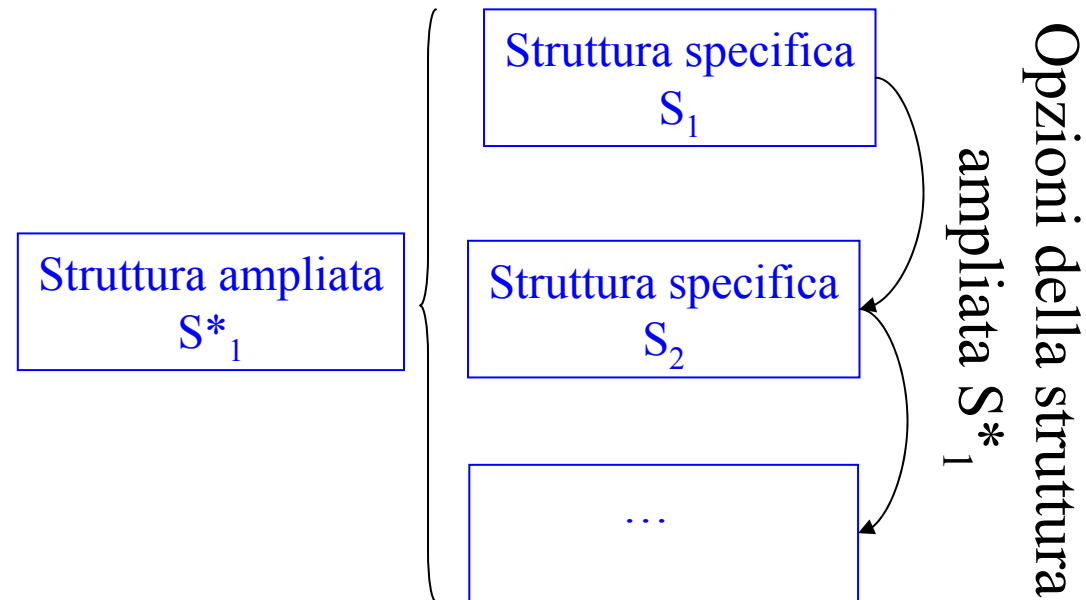 Struttura ampliata
S*₁
Struttura specifica
S₁
Struttura specifica
S₂
…
Opzioni della struttura
ampliata S*₁